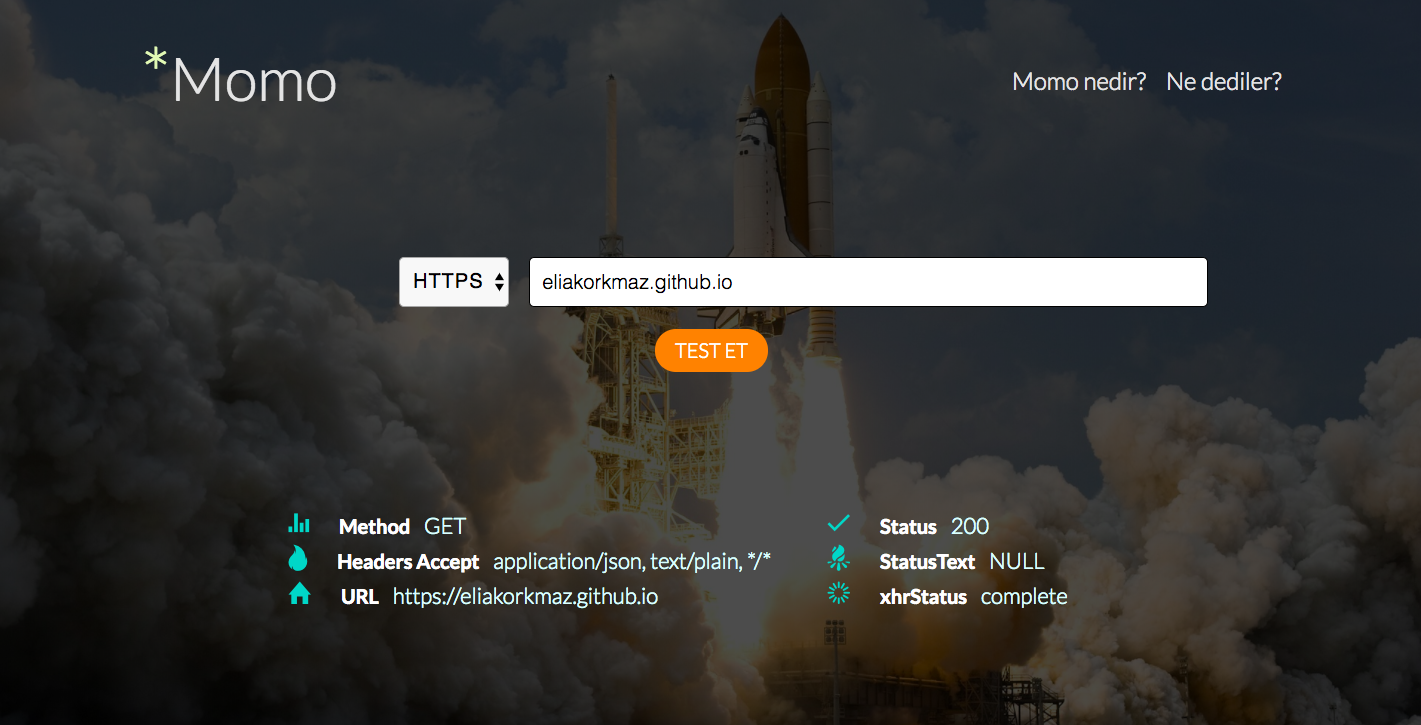 *Momo
Momo nedir? Ne dediler?
HTTPS eliakorkmaz.github.io
TEST ET
Method GET
Headers Accept application/json, text/plain, */*
URL https://eliakorkmaz.github.io
Status 200
StatusText NULL
xhrStatus complete